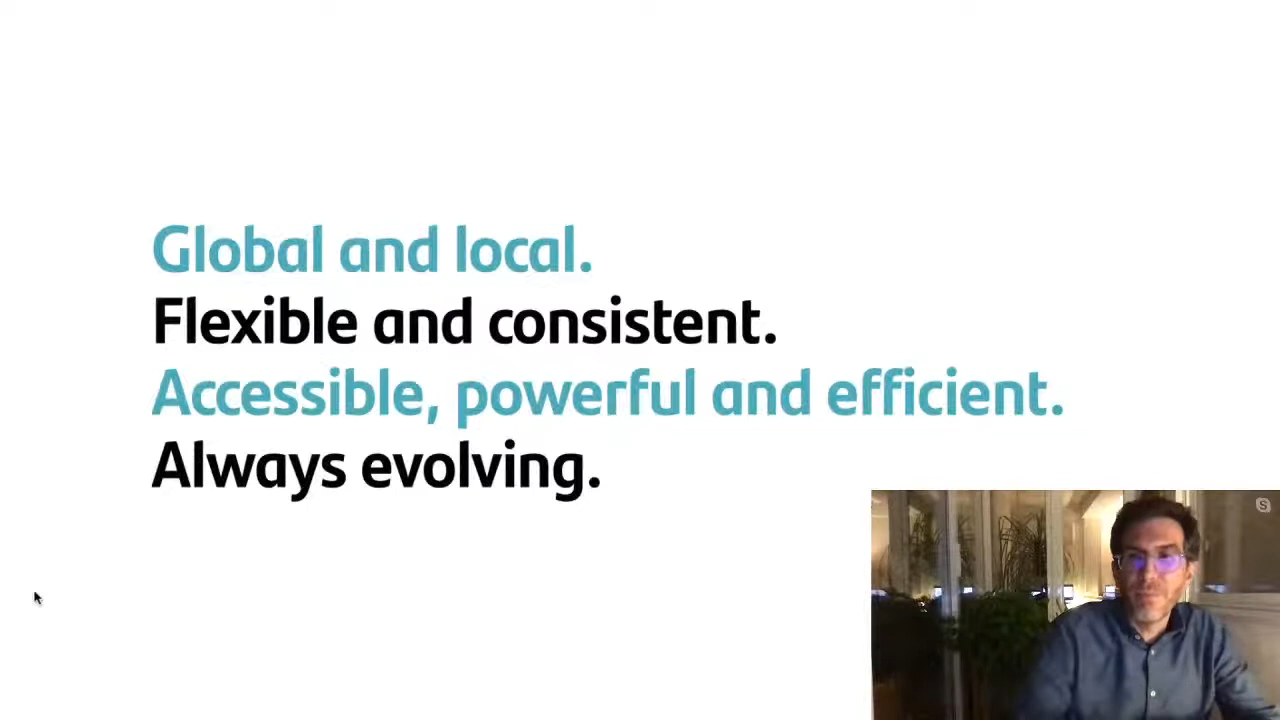 Global and local.
Flexible and consistent.
Accessible, powerful and efficient.
Always evolving.